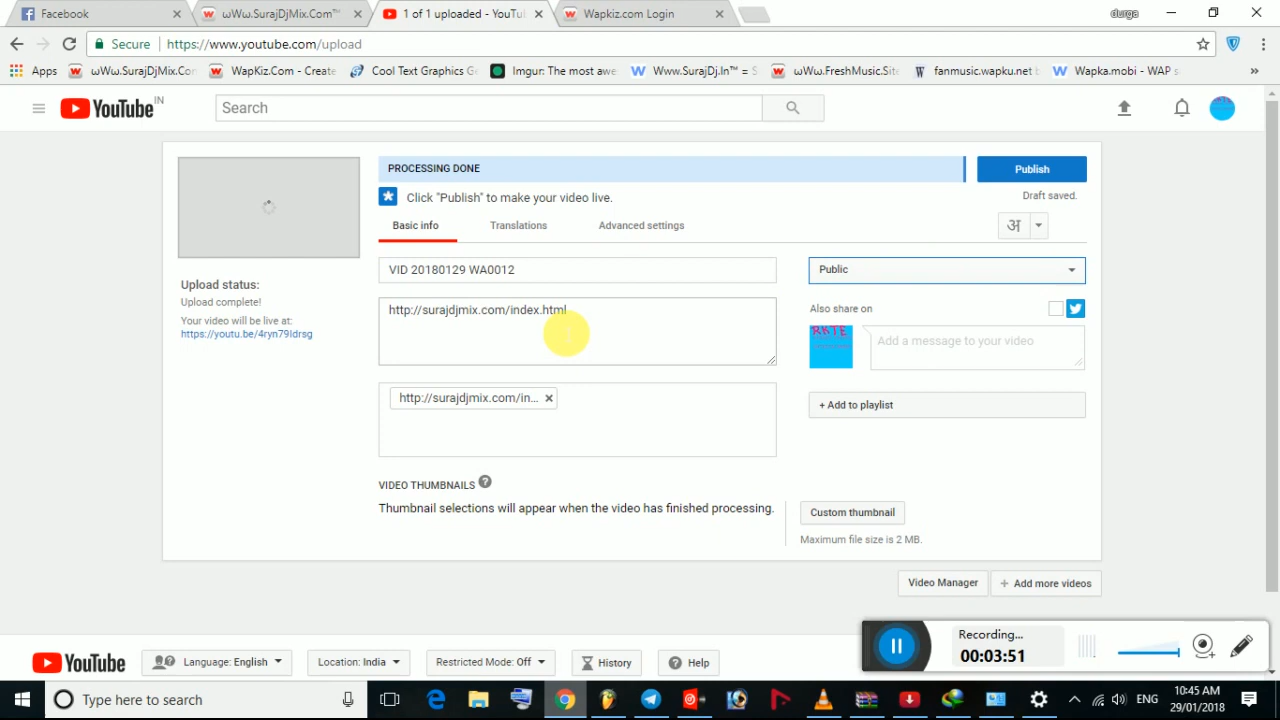 Facebook
ωWω.SurajDjMix.Com™
1 of 1 uploaded - YouTu
Wapkiz.com Login
durga
Secure
https://www.youtube.com/upload
Apps
ωWω.SurajDjMix.Co
WapKiz.Com - Create
Cool Text Graphics G
Imgur: The most awe
Www.SurajDj.In™ =
ωWω.FreshMusic.Site
fanmusic.wapku.net
Wapka.mobi - WAP s
YouTube IN
Search
PROCESSING DONE
Publish
Click "Publish" to make your video live.
Draft saved.
Basic info
Translations
Advanced settings
अ
VID 20180129 WA0012
Public
Upload status:
Upload complete!
Your video will be live at:
https://youtu.be/4ryn79Idrsg
http://surajdjmix.com/index.html
Also share on
RKTE
Add a message to your video
http://surajdjmix.com/in...
+ Add to playlist
VIDEO THUMBNAILS
Thumbnail selections will appear when the video has finished processing.
Custom thumbnail
Maximum file size is 2 MB.
Video Manager
+ Add more videos
Recording...
00:03:51
YouTube
Language: English
Location: India
Restricted Mode: Off
History
Help
Type here to search
ENG
10:45 AM
29/01/2018